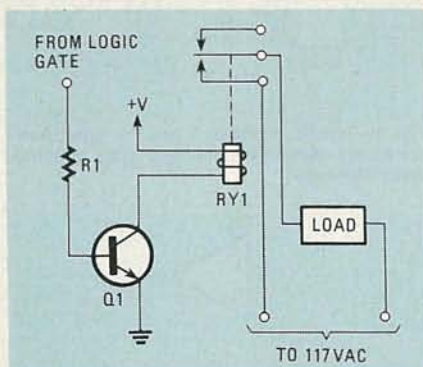 FROM LOGIC
GATE
+V
R1
RY1
LOAD
Q1
TO 117VAC